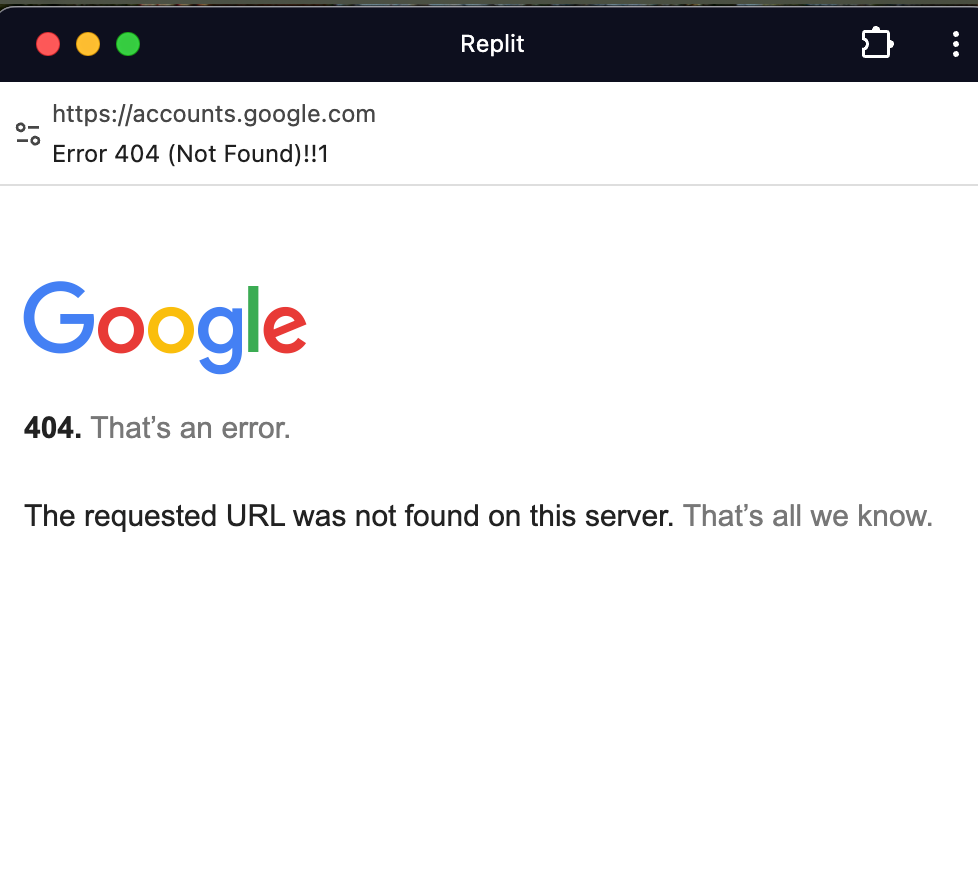 Replit
https://accounts.google.com
Error 404 (Not Found)!!1
Google
404. That’s an error.
The requested URL was not found on this server. That’s all we know.